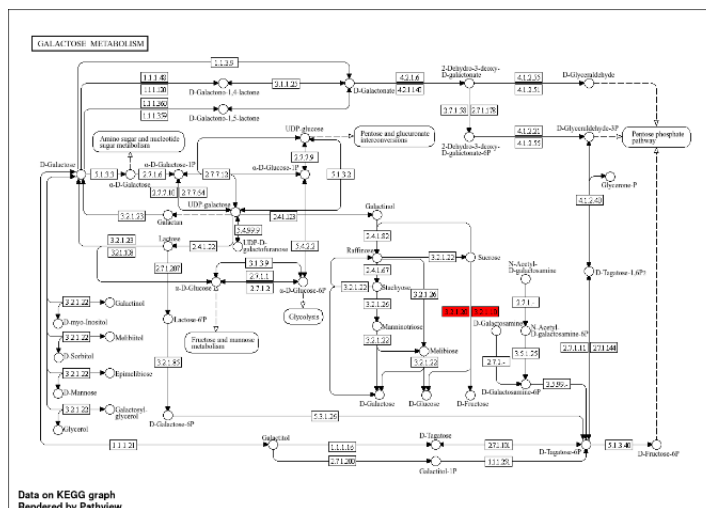 GALACTOSE METABOLISM
1.1.3.9
1.1.1.48
1.1.1.120
D-Galactono-1,4-lactone
3.1.1.25
D-Galactonate
4.2.1.6
4.2.1.140
2-Dehydro-3-deoxy-
D-galactonate
4.1.2.55
4.1.2.51
D-Glyceraldehyde
1.1.1.360
1.1.1.359
D-Galactono-1,5-lactone
2.7.1.58
2.7.1.178
Amino sugar and nucleotide
sugar metabolism
UDP-glucose
Pentose and glucuronate
interconversions
2-Dehydro-3-deoxy-
galactonate-6P
4.1.2.21
4.1.2.55
D-Glyceraldehyde-3P
Pentose phosphate
pathway
D-Galactose
5.1.3.3
α-D-Galactose
2.7.1.6
α-D-Galactose-1P
2.7.7.12
2.7.7.9
α-D-Glucose-1P
5.1.3.2
2.7.7.10
2.7.7.64
UDP-galactose
Glycerone-P
4.1.2.40
3.2.1.23
Galactan
2.4.1.123
Galactinol
5.4.99.9
UDP-D-
galactofuranose
5.4.2.2
3.2.1.23
3.2.1.108
Lactose
2.4.1.22
2.4.1.82
Raffinose
3.2.1.22
Sucrose
2.4.1.67
N-Acetyl-
D-galactosamine
2.7.1.207
3.1.3.9
2.7.1.1
2.7.1.2
α-D-Glucose
α-D-Glucose-6P
3.2.1.22
Stachyose
3.2.1.26
3.2.1.26
2.7.1.-
Lactose-6'P
Glycolysis
Mannotriose
D-Galactosamine
N-Acetyl-
D-galactosamine-6P
3.2.1.22
Galactinol
D-myo-Inositol
3.2.1.22
Melibiitol
D-Sorbitol
3.2.1.22
Epimelibiose
D-Mannose
3.2.1.22
Galactosyl
glycerol
Glycerol
Fructose and mannose
metabolism
3.2.1.85
3.2.1.22
Melibiose
3.2.1.22
2.7.1.-
3.5.1.25
2.7.1.11
2.7.1.144
D-Galactosamine-6P
D-Galactose
D-Glucose
D-Fructose
D-Galactose-6P
5.3.1.26
1.1.1.21
Galactitol
1.1.1.16
D-Tagatose
2.7.1.101
D-Tagatose-6P
5.1.3.40
D-Fructose-6P
2.7.1.200
Galactitol-1P
1.1.1.251
Data on KEGG graph
Rendered by Pathview